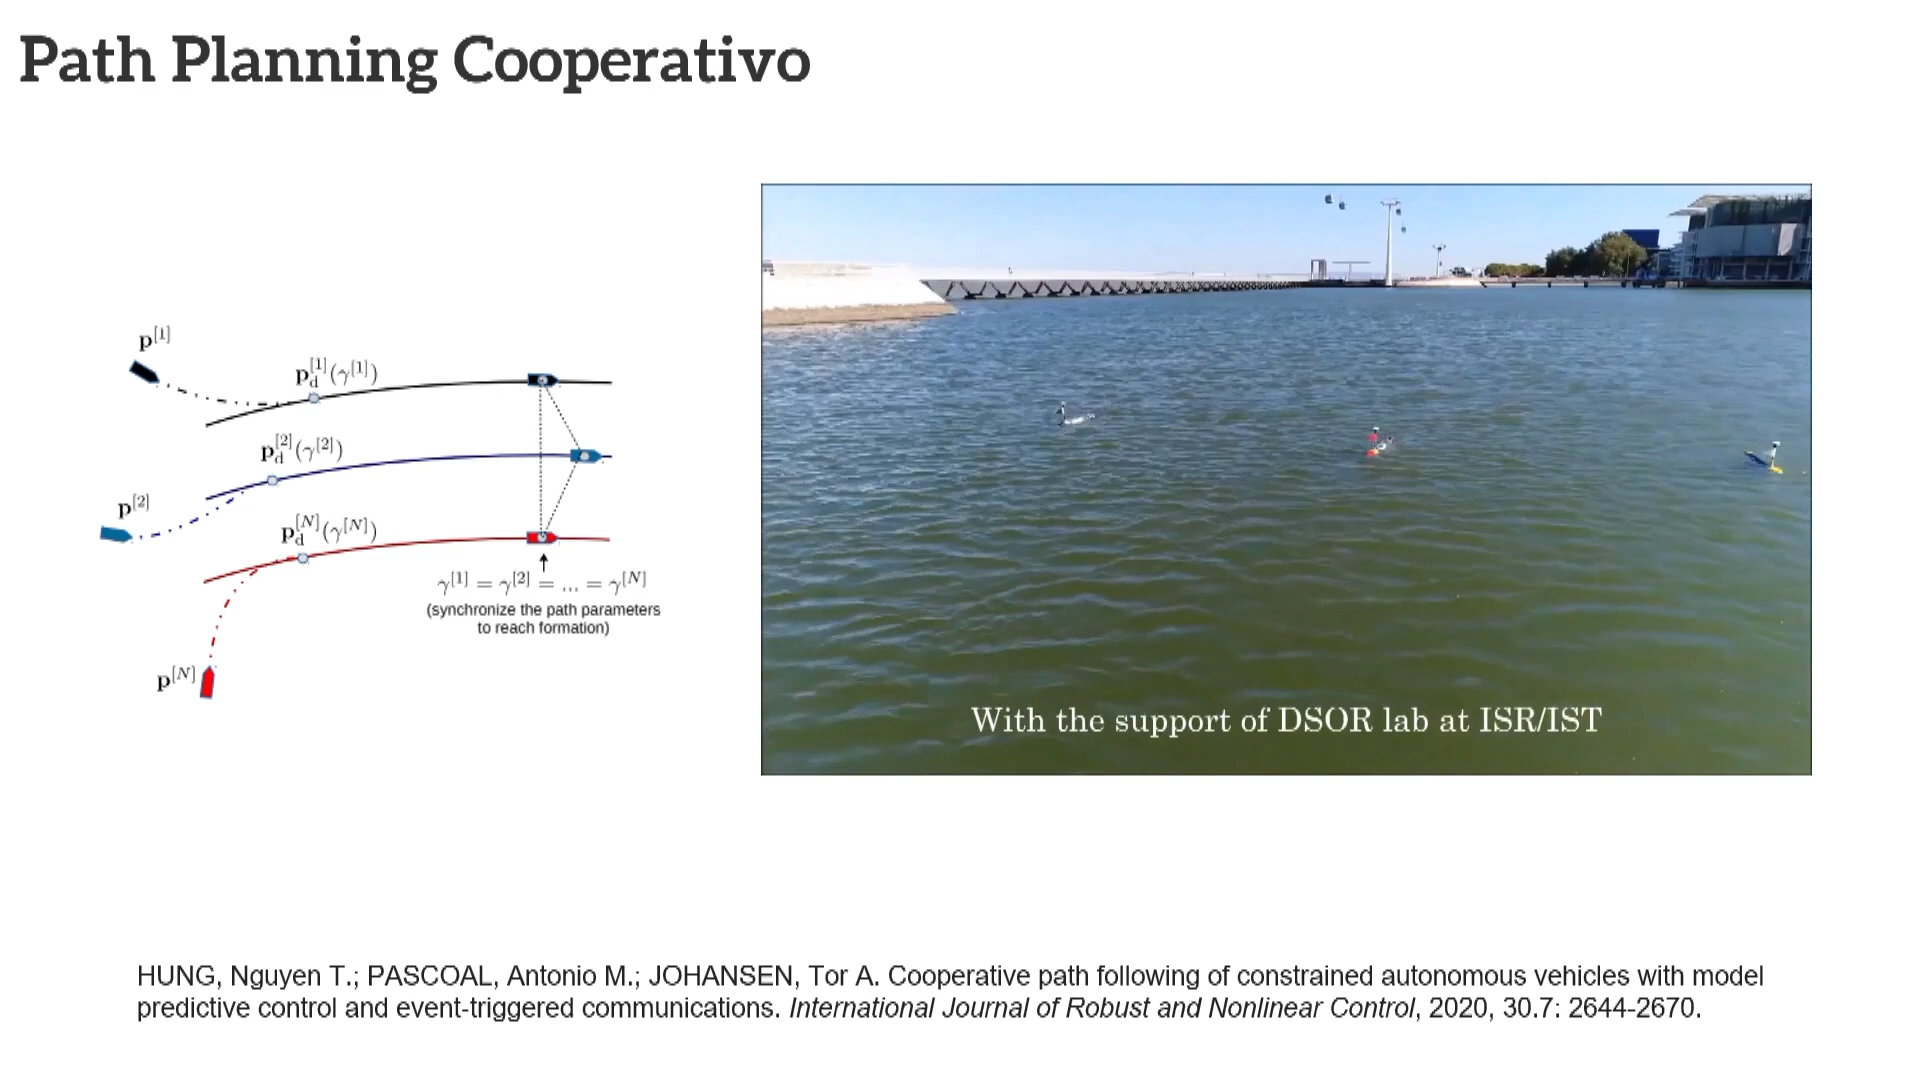 Path Planning Cooperativo
p^[1]
p_d^[1](γ^[1])
p_d^[2](γ^[2])
p^[2]
p_d^[N](γ^[N])
γ^[1] = γ^[2] = ... = γ^[N]
(synchronize the path parameters
to reach formation)
p^[N]
With the support of DSOR lab at ISR/IST
HUNG, Nguyen T.; PASCOAL, Antonio M.; JOHANSEN, Tor A. Cooperative path following of constrained autonomous vehicles with model
predictive control and event-triggered communications. International Journal of Robust and Nonlinear Control, 2020, 30.7: 2644-2670.